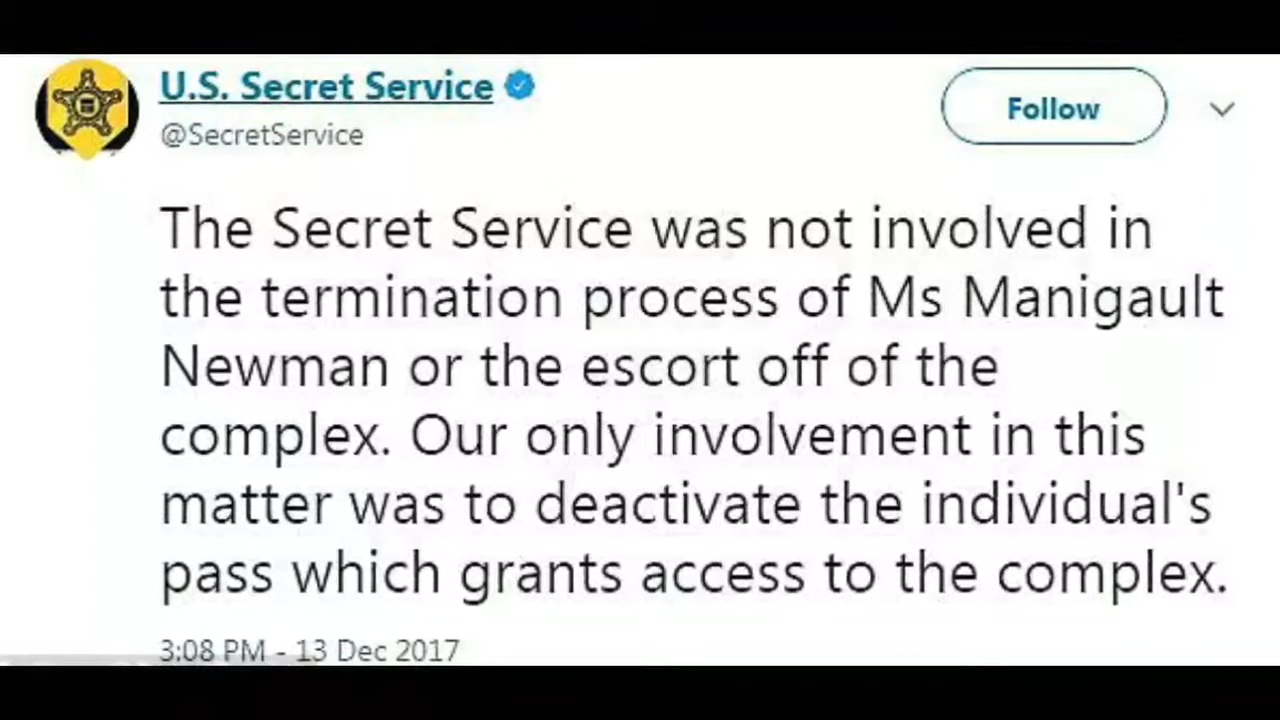 U.S. Secret Service
@SecretService
Follow
The Secret Service was not involved in
the termination process of Ms Manigault
Newman or the escort off of the
complex. Our only involvement in this
matter was to deactivate the individual's
pass which grants access to the complex.
3:08 PM - 13 Dec 2017